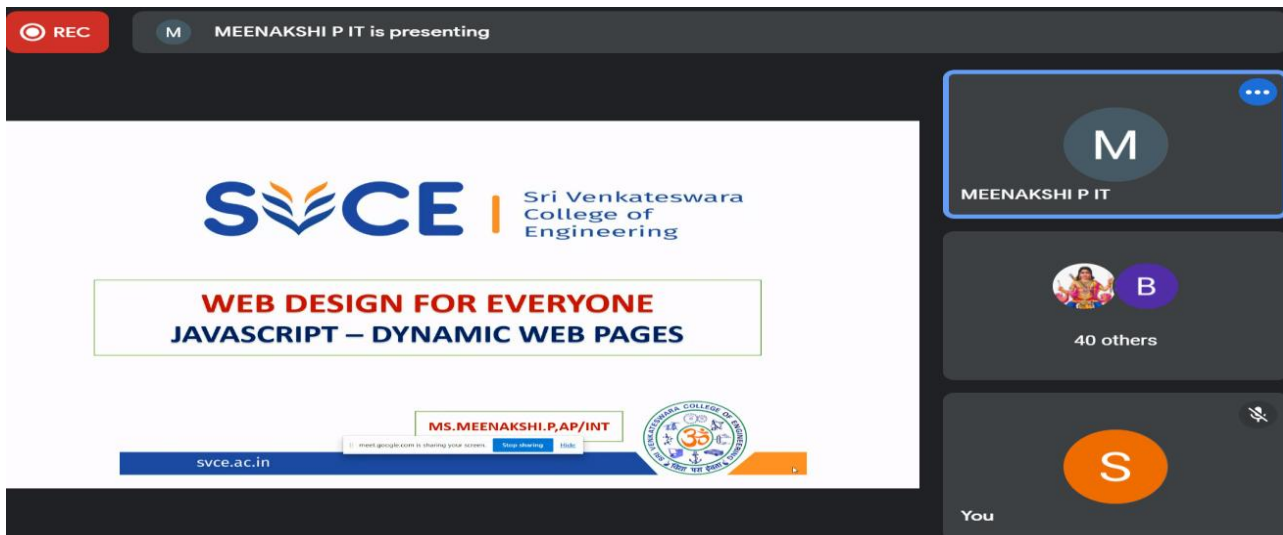 REC
M
MEENAKSHI P IT is presenting
SVCE
Sri Venkateswara
College of
Engineering
WEB DESIGN FOR EVERYONE
JAVASCRIPT – DYNAMIC WEB PAGES
MS.MEENAKSHI.P,AP/INT
meet.google.com is sharing your screen.
Stop sharing
Hide
svce.ac.in
M
MEENAKSHI P IT
B
40 others
S
You